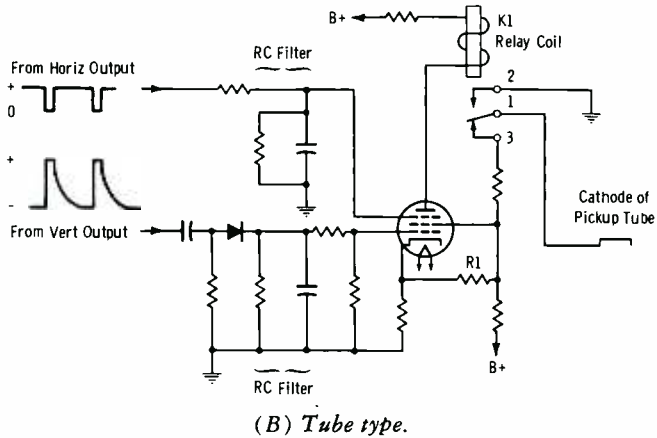 B+
K1
Relay Coil
RC Filter
From Horiz Output
+
0
2
1
3
+
-
From Vert Output
Cathode of
Pickup Tube
R1
B+
RC Filter
(B) Tube type.